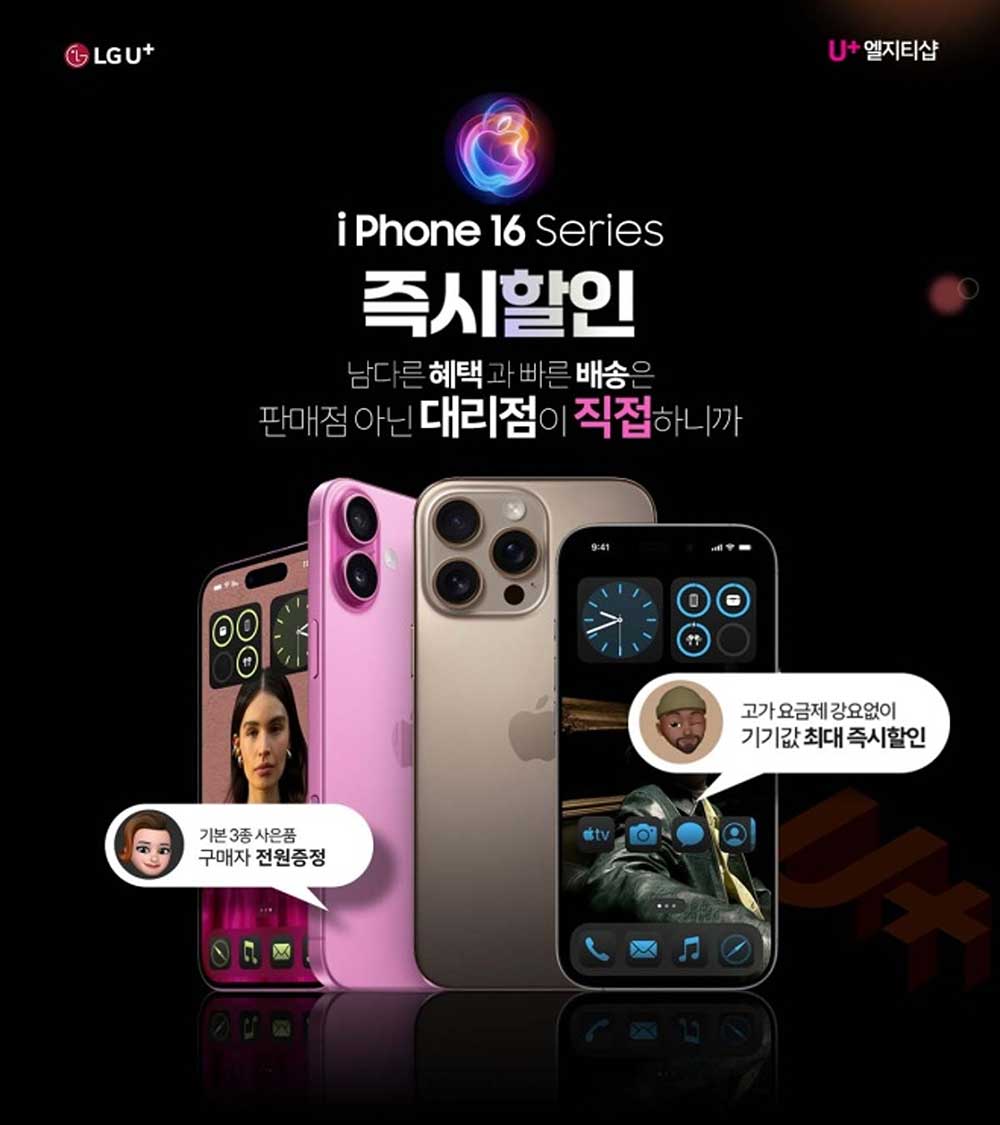 LG U+
U+ 엘지티샵
i Phone 16 Series
즉시할인
남다른 혜택과 빠른 배송은
판매점 아닌 대리점이 직접하니까
9:41
고가 요금제 강요없이
기기값 최대 즉시할인
tv
기본 3종 사은품
구매자 전원증정
U+